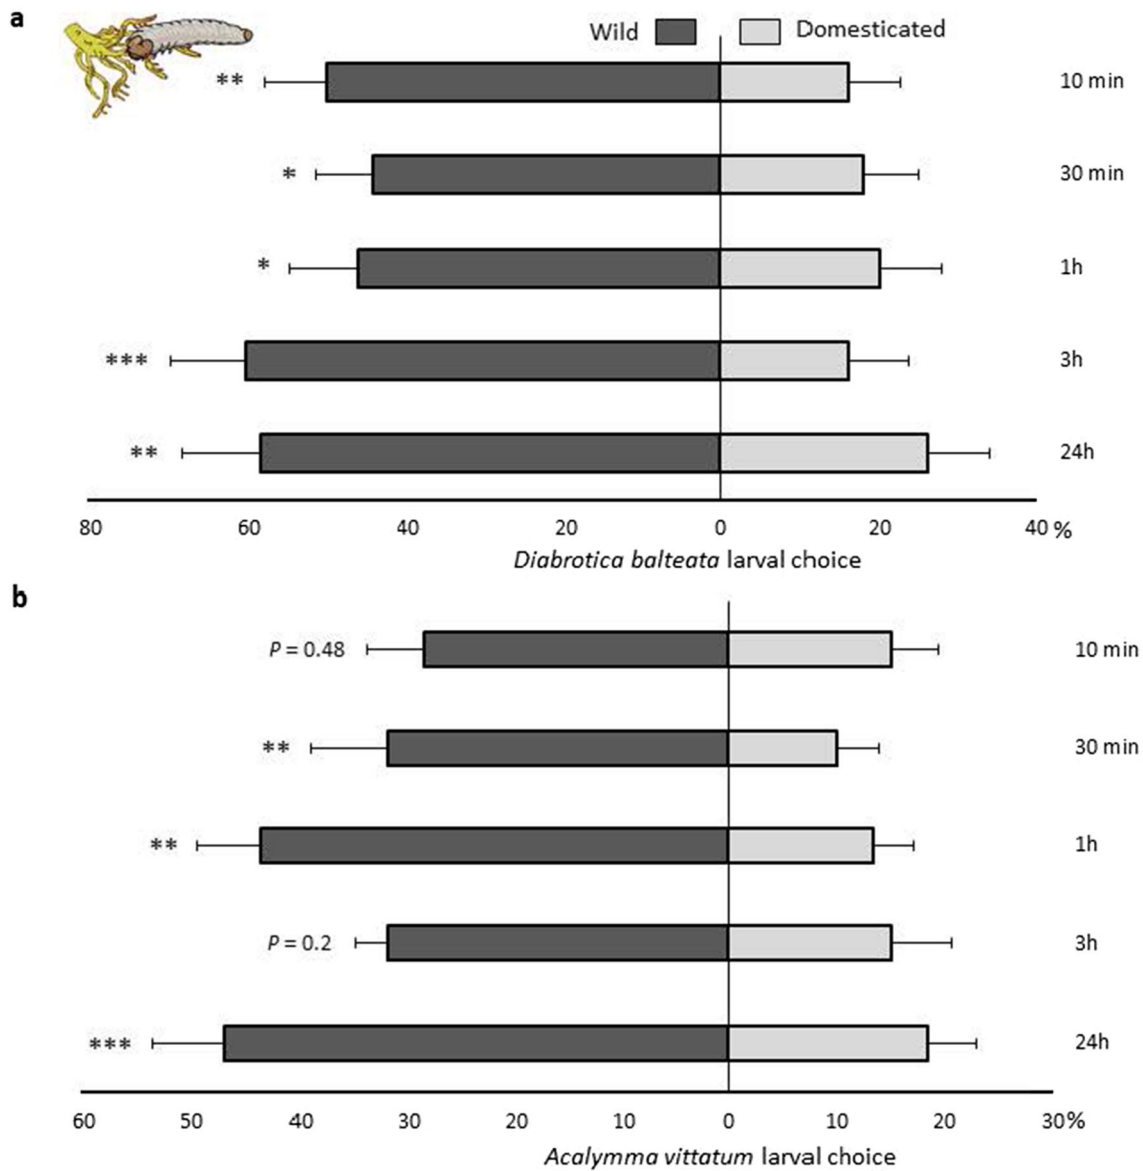 a
Wild Domesticated
** 10 min
* 30 min
* 1h
*** 3h
** 24h
80 60 40 20 0 20 40 %
Diabrotica balteata larval choice
b
P = 0.48 10 min
** 30 min
** 1h
P = 0.2 3h
*** 24h
60 50 40 30 20 10 0 10 20 30%
Acalymma vittatum larval choice